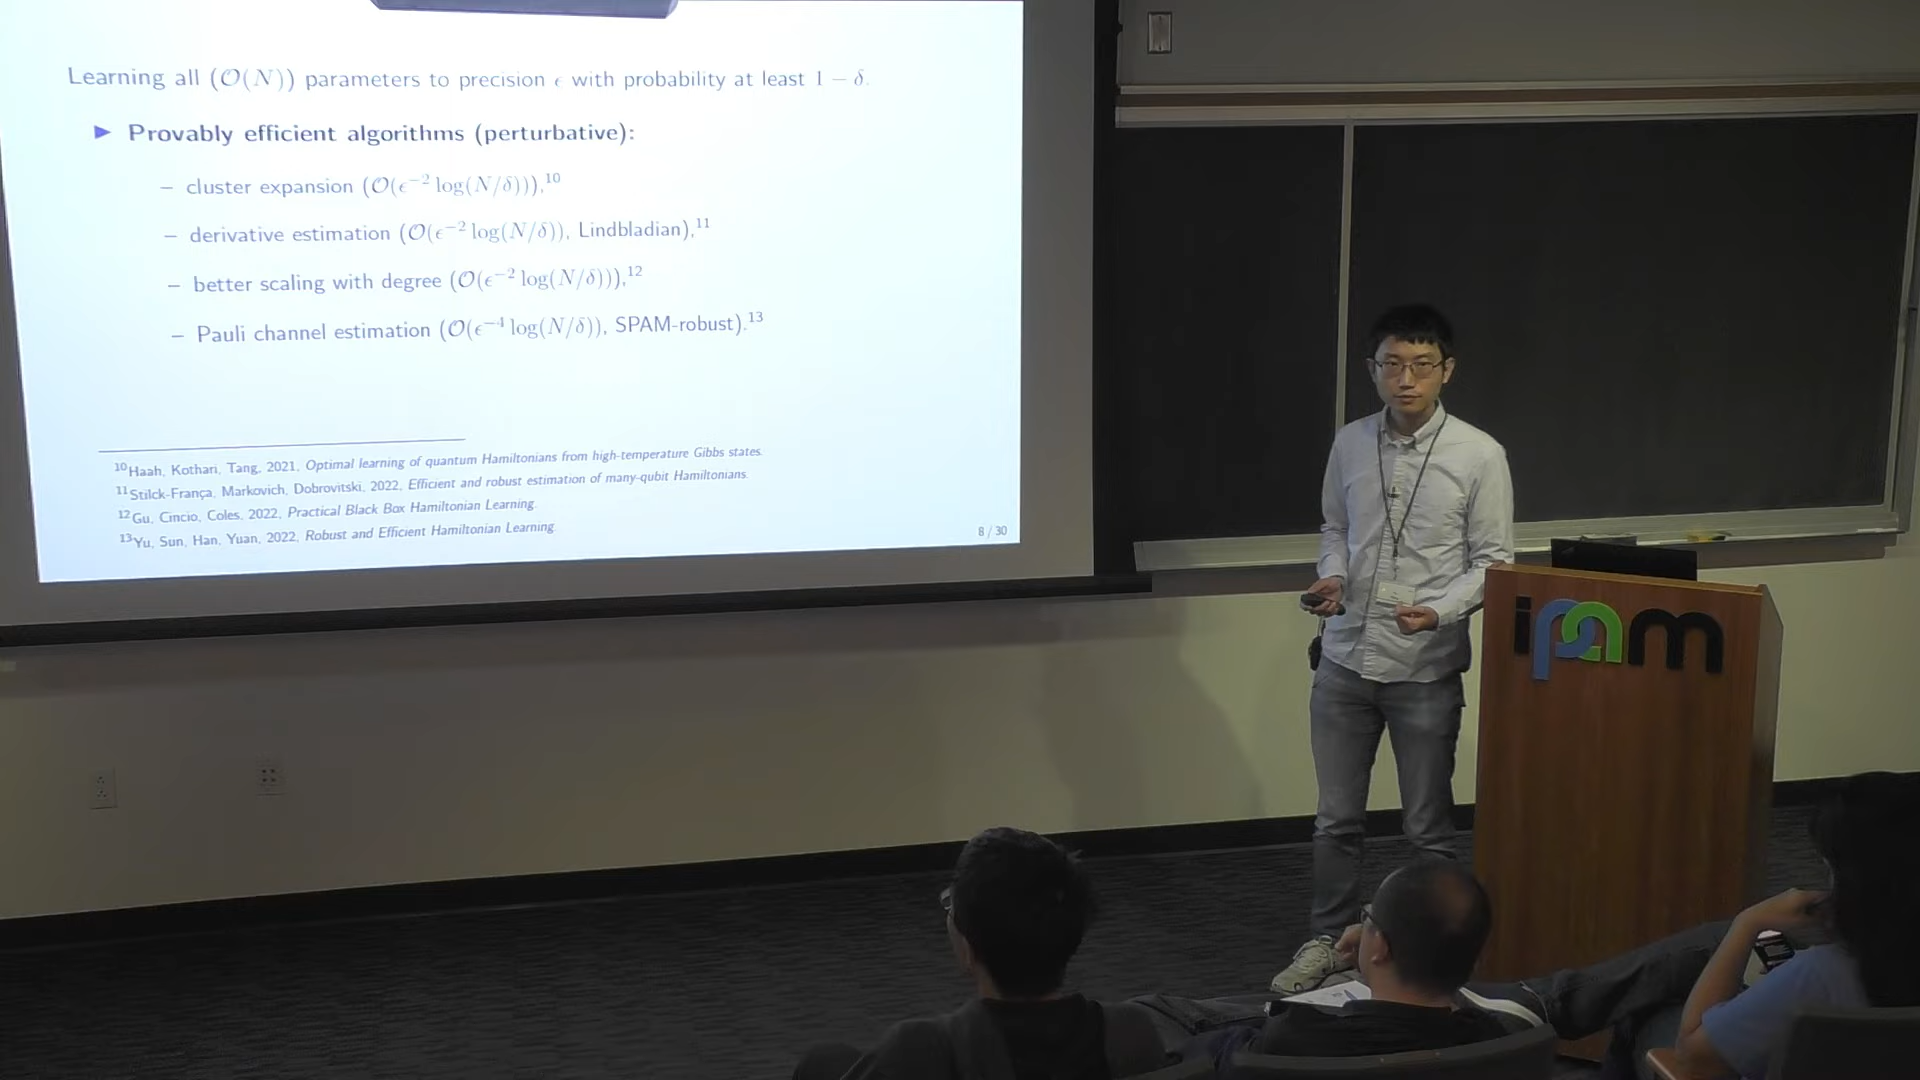 Learning all (𝒪(N)) parameters to precision ϵ with probability at least 1 − δ.
▶ Provably efficient algorithms (perturbative):
– cluster expansion (𝒪(ϵ⁻² log(N/δ))),¹⁰
– derivative estimation (𝒪(ϵ⁻² log(N/δ)), Lindbladian),¹¹
– better scaling with degree (𝒪(ϵ⁻² log(N/δ))),¹²
– Pauli channel estimation (𝒪(ϵ⁻⁴ log(N/δ)), SPAM-robust).¹³
¹⁰Haah, Kothari, Tang, 2021, Optimal learning of quantum Hamiltonians from high-temperature Gibbs states.
¹¹Stilck-França, Markovich, Dobrovitski, 2022, Efficient and robust estimation of many-qubit Hamiltonians.
¹²Gu, Cincio, Coles, 2022, Practical Black Box Hamiltonian Learning.
¹³Yu, Sun, Han, Yuan, 2022, Robust and Efficient Hamiltonian Learning.
8 / 30
ipam